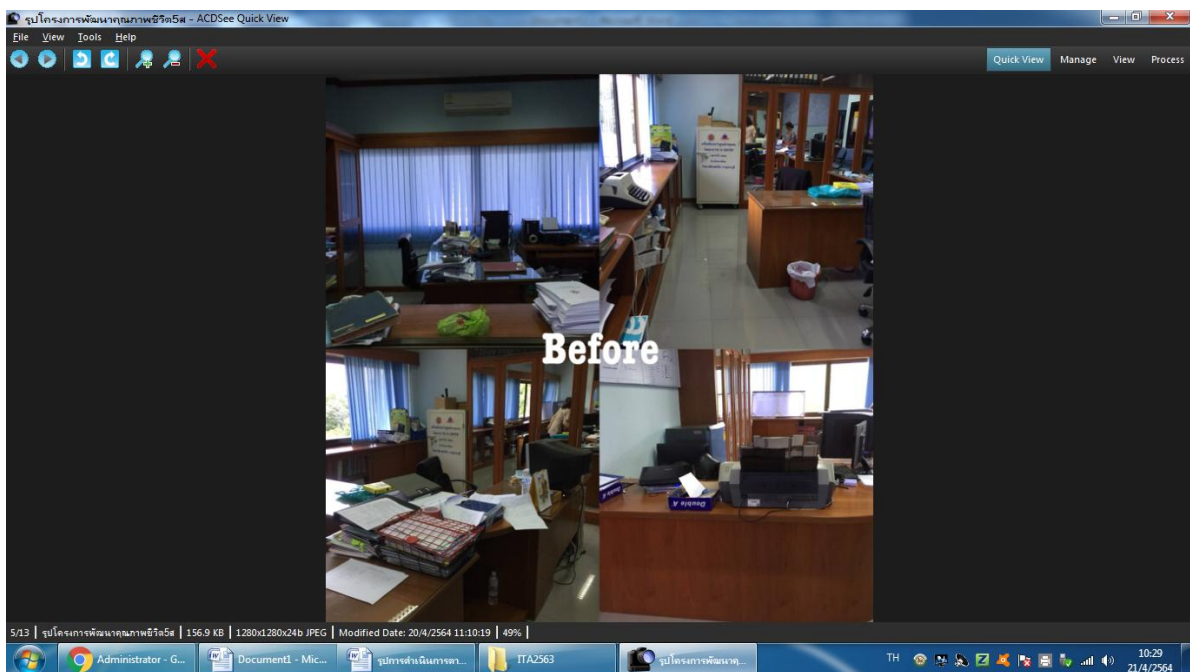 รูปโครงการพัฒนาคุณภาพชีวิต5ส - ACDSee Quick View
File View Tools Help
Quick View Manage View Process
Before
Double A
5/13 | รูปโครงการพัฒนาคุณภาพชีวิต5ส | 156.9 KB | 1280x1280x24b JPEG | Modified Date: 20/4/2564 11:10:19 | 49% |
Administrator - G... Document1 - Mic... รูปการดำเนินการตา... ITA2563 รูปโครงการพัฒนาคุ... TH 10:29
21/4/2564